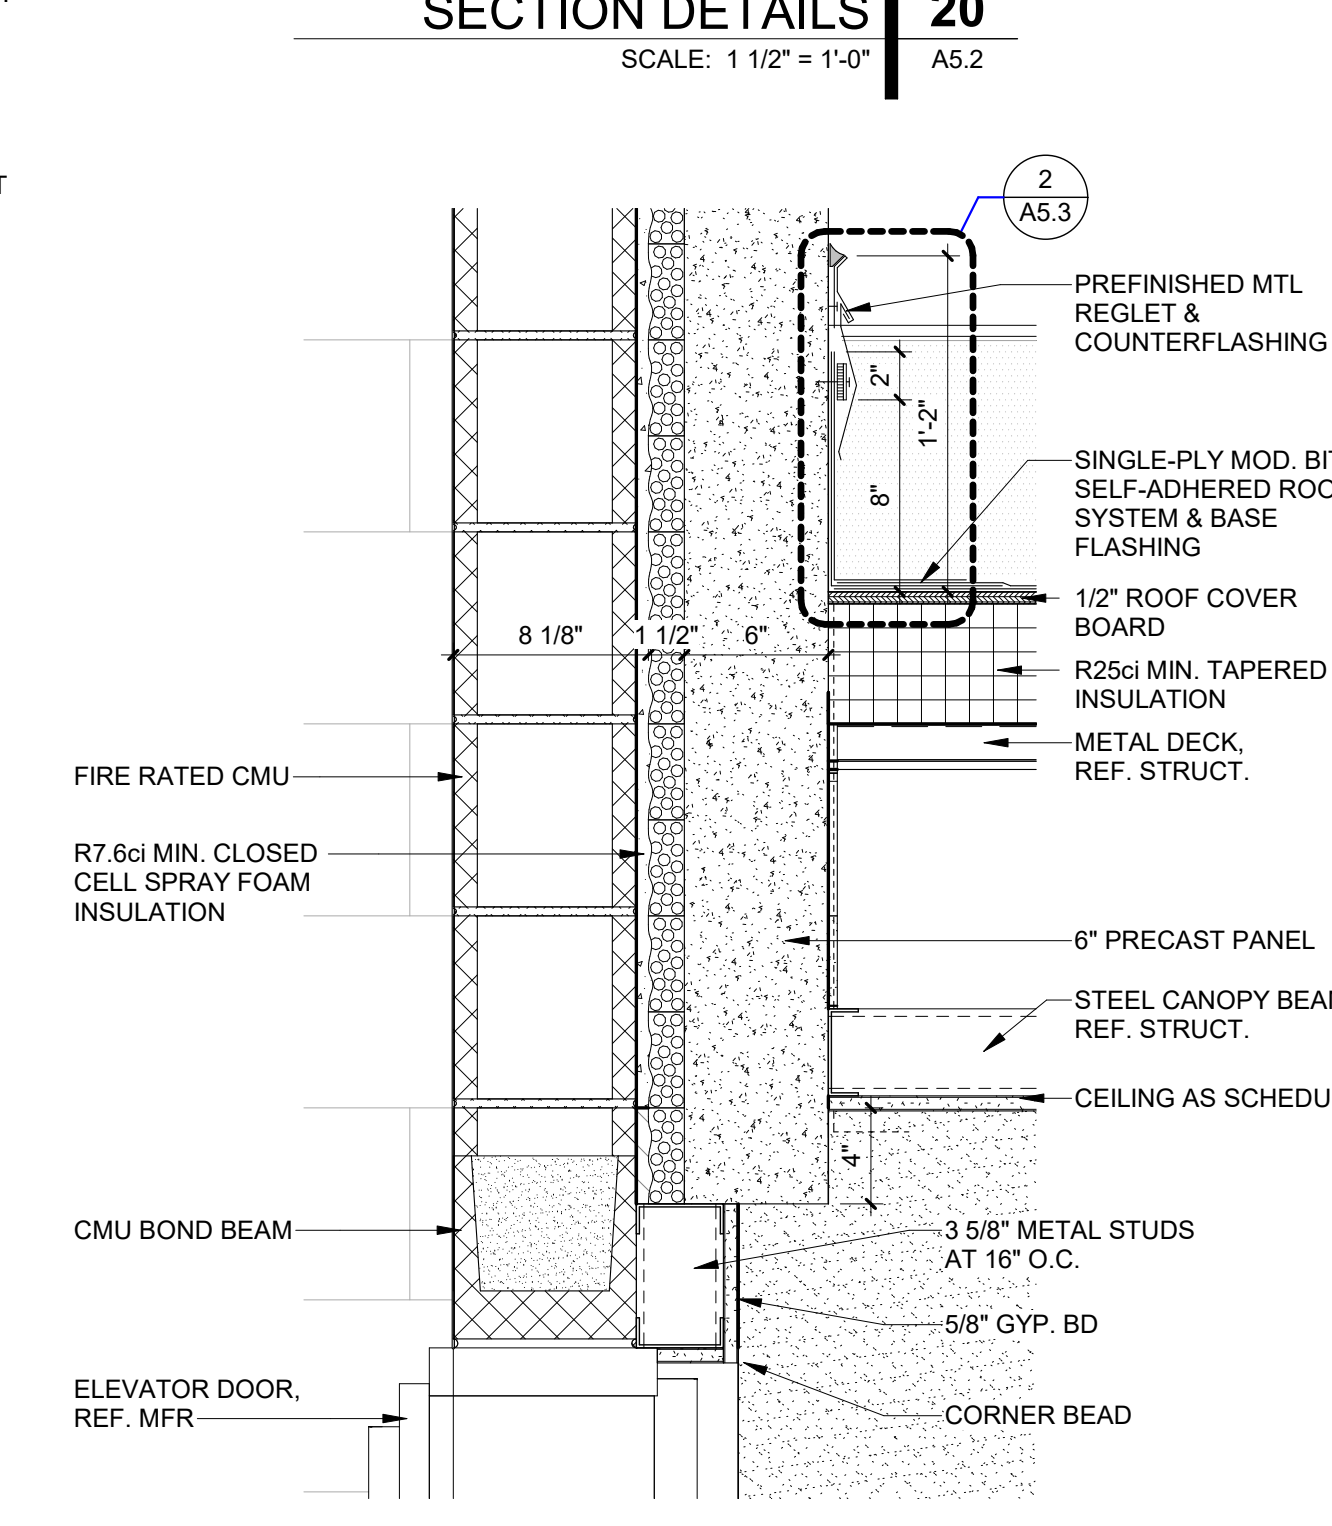 SECTION DETAILS
20
SCALE: 1 1/2" = 1'-0"
A5.2
T
2
A5.3
PREFINISHED MTL
REGLET &
COUNTERFLASHING
2"
1'-2"
8"
SINGLE-PLY MOD. BIT
SELF-ADHERED
SYSTEM & BASE
FLASHING
1/2" ROOF COVER
BOARD
8 1/8"
1 1/2"
6"
R25ci MIN. TAPERED
INSULATION
METAL DECK,
REF. STRUCT.
FIRE RATED CMU
R7.6ci MIN. CLOSED
CELL SPRAY FOAM
INSULATION
6" PRECAST PANEL
STEEL CANOPY
REF. STRUCT.
CEILING AS
4"
CMU BOND BEAM
3 5/8" METAL STUDS
AT 16" O.C.
5/8" GYP. BD
ELEVATOR DOOR,
REF. MFR
CORNER BEAD